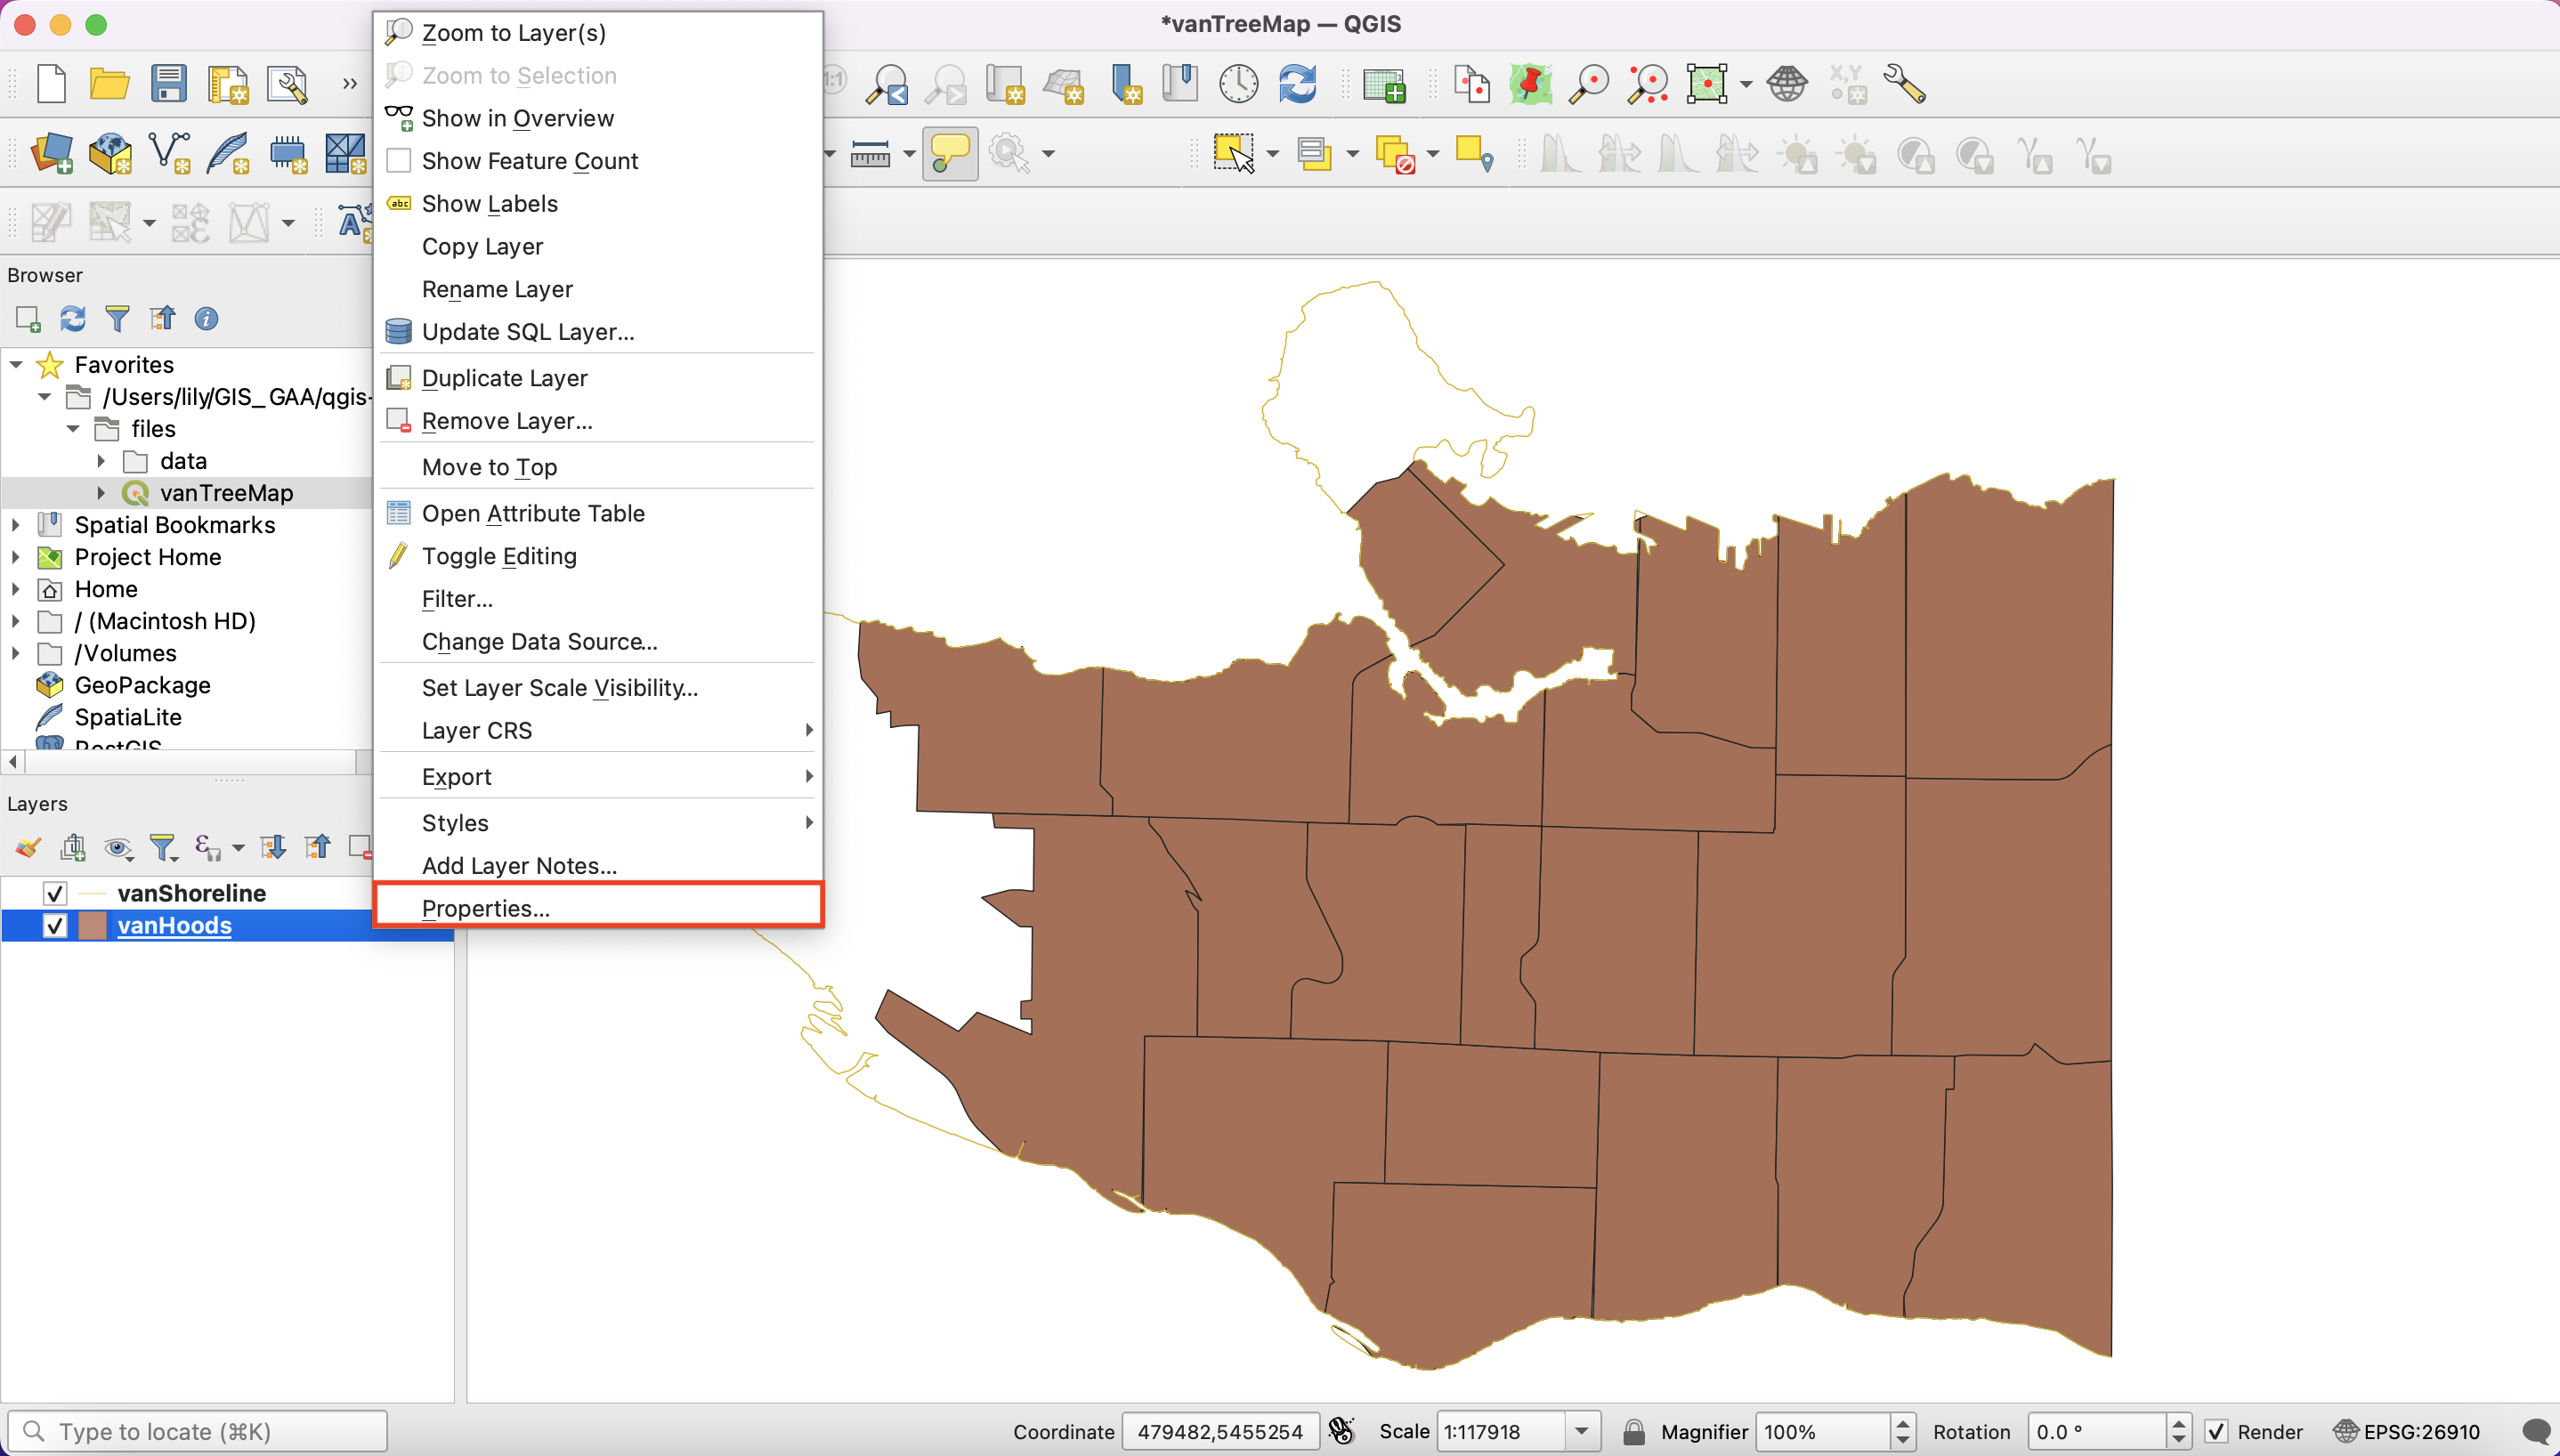 *vanTreeMap — QGIS
Zoom to Layer(s)
Zoom to Selection
Show in Overview
Show Feature Count
abc Show Labels
Copy Layer
Rename Layer
Update SQL Layer...
Duplicate Layer
Remove Layer...
Move to Top
Open Attribute Table
Toggle Editing
Filter...
Change Data Source...
Set Layer Scale Visibility...
Layer CRS
Export
Styles
Add Layer Notes...
Properties...
1:1
X,Y
Browser
Favorites
/Users/lily/GIS_GAA/qgis-
files
data
vanTreeMap
Spatial Bookmarks
Project Home
Home
/ (Macintosh HD)
/Volumes
GeoPackage
SpatiaLite
PostGIS
Layers
vanShoreline
vanHoods
Type to locate (⌘K)
Coordinate 479482,5455254 Scale 1:117918 Magnifier 100% Rotation 0.0 ° Render EPSG:26910